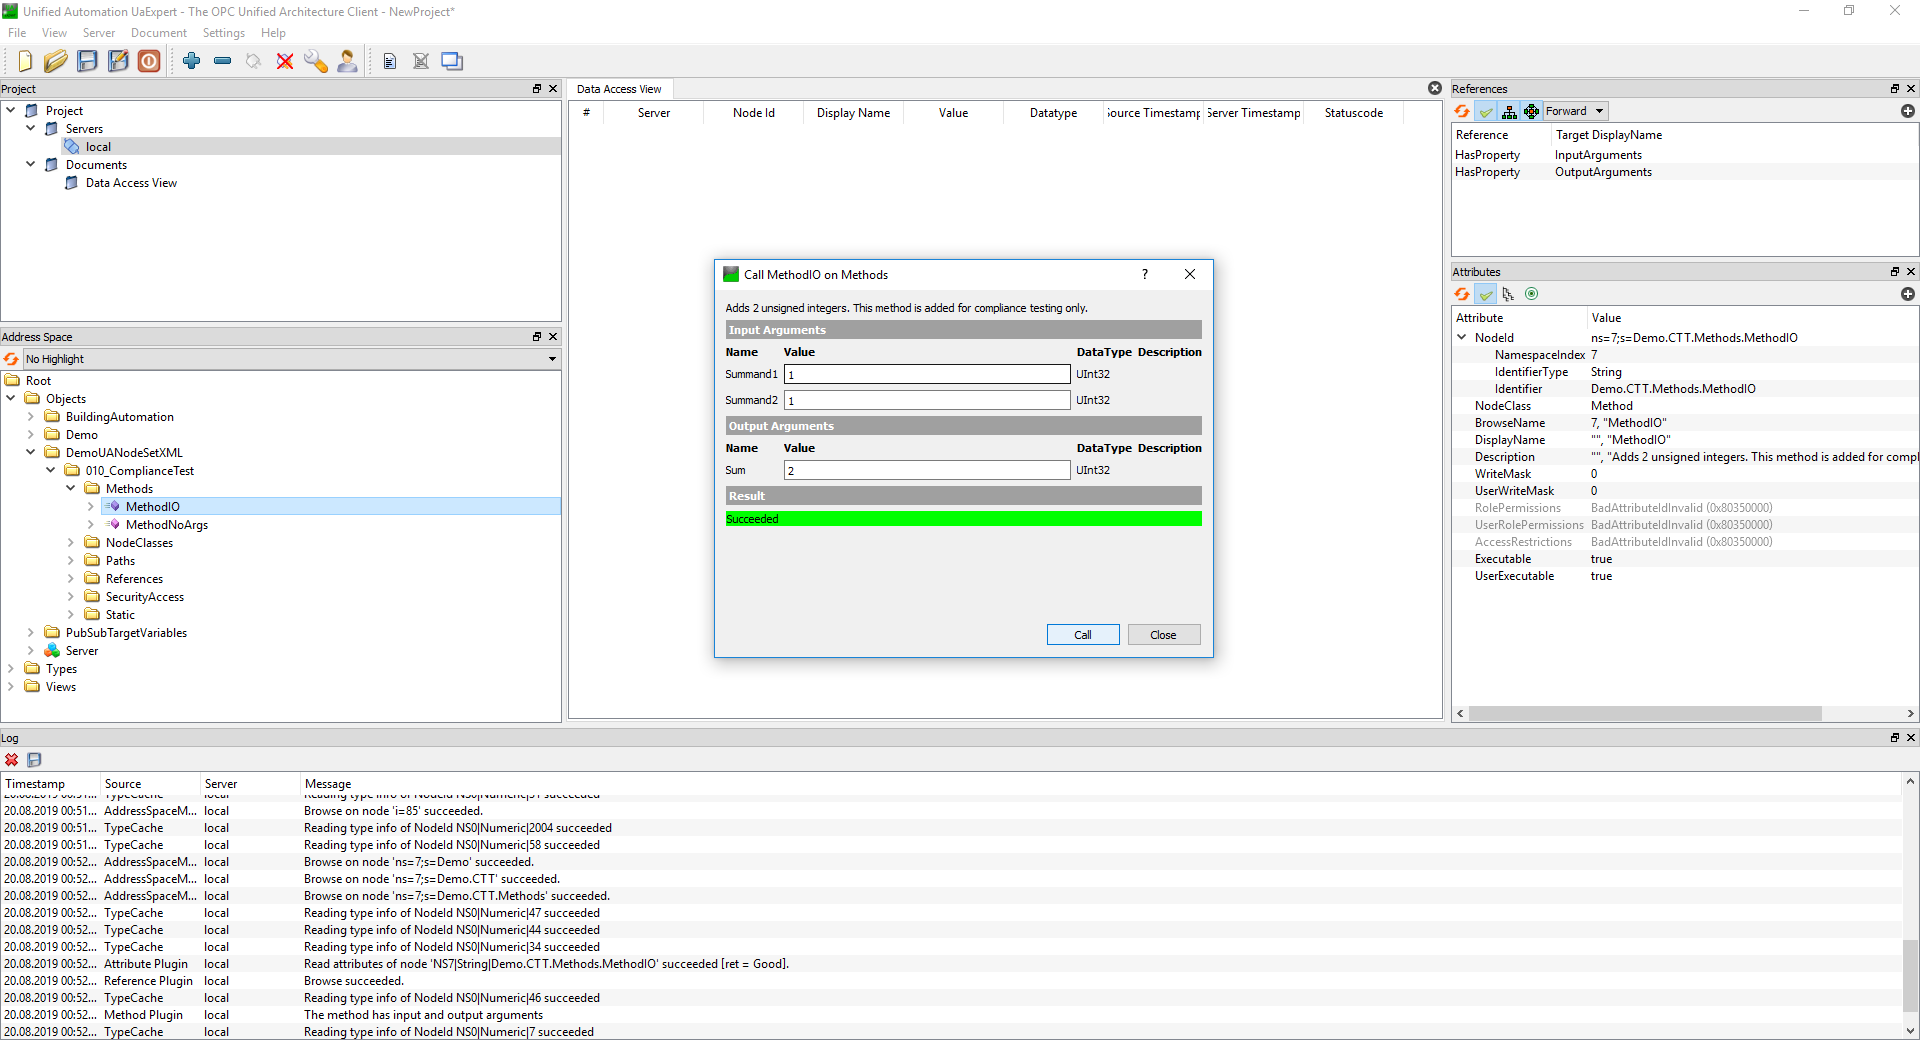 Unified Automation UaExpert - The OPC Unified Architecture Client - NewProject*
File View Server Document Settings Help
Project
Project
Servers
local
Documents
Data Access View
Address Space
No Highlight
Root
Objects
BuildingAutomation
Demo
DemoUANodeSetXML
010_ComplianceTest
Methods
MethodIO
MethodNoArgs
NodeClasses
Paths
References
SecurityAccess
Static
PubSubTargetVariables
Server
Types
Views
Data Access View
# Server Node Id Display Name Value Datatype Source Timestamp Server Timestamp Statuscode
Call MethodIO on Methods ?
Adds 2 unsigned integers. This method is added for compliance testing only.
Input Arguments
Name Value DataType Description
Summand1 1 UInt32
Summand2 1 UInt32
Output Arguments
Name Value DataType Description
Sum 2 UInt32
Result
Succeeded
Call Close
References
Forward
Reference Target DisplayName
HasProperty InputArguments
HasProperty OutputArguments
Attributes
Attribute Value
NodeId ns=7;s=Demo.CTT.Methods.MethodIO
NamespaceIndex 7
IdentifierType String
Identifier Demo.CTT.Methods.MethodIO
NodeClass Method
BrowseName 7, "MethodIO"
DisplayName "", "MethodIO"
Description "", "Adds 2 unsigned integers. This method is added for compl
WriteMask 0
UserWriteMask 0
RolePermissions BadAttributeIdInvalid (0x80350000)
UserRolePermissions BadAttributeIdInvalid (0x80350000)
AccessRestrictions BadAttributeIdInvalid (0x80350000)
Executable true
UserExecutable true
Log
Timestamp Source Server Message
20.08.2019 00:51... TypeCache local Reading type info of NodeId NS0|Numeric|31 succeeded
20.08.2019 00:51... AddressSpaceM... local Browse on node 'i=85' succeeded.
20.08.2019 00:51... TypeCache local Reading type info of NodeId NS0|Numeric|2004 succeeded
20.08.2019 00:51... TypeCache local Reading type info of NodeId NS0|Numeric|58 succeeded
20.08.2019 00:52... AddressSpaceM... local Browse on node 'ns=7;s=Demo' succeeded.
20.08.2019 00:52... AddressSpaceM... local Browse on node 'ns=7;s=Demo.CTT' succeeded.
20.08.2019 00:52... AddressSpaceM... local Browse on node 'ns=7;s=Demo.CTT.Methods' succeeded.
20.08.2019 00:52... TypeCache local Reading type info of NodeId NS0|Numeric|47 succeeded
20.08.2019 00:52... TypeCache local Reading type info of NodeId NS0|Numeric|44 succeeded
20.08.2019 00:52... TypeCache local Reading type info of NodeId NS0|Numeric|34 succeeded
20.08.2019 00:52... Attribute Plugin local Read attributes of node 'NS7|String|Demo.CTT.Methods.MethodIO' succeeded [ret = Good].
20.08.2019 00:52... Reference Plugin local Browse succeeded.
20.08.2019 00:52... TypeCache local Reading type info of NodeId NS0|Numeric|46 succeeded
20.08.2019 00:52... Method Plugin local The method has input and output arguments
20.08.2019 00:52... TypeCache local Reading type info of NodeId NS0|Numeric|7 succeeded